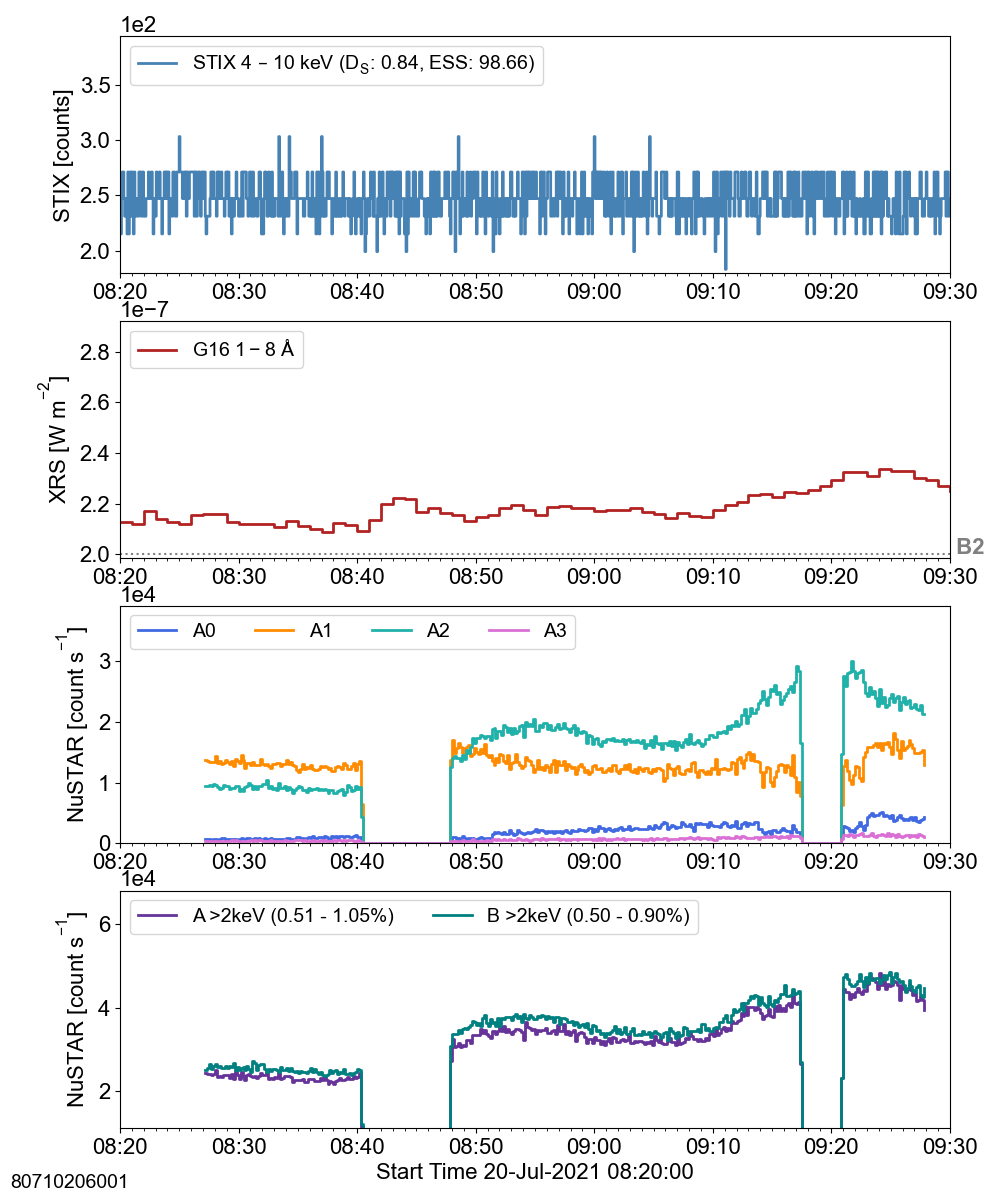 1e2
STIX 4 – 10 keV (DS: 0.84, ESS: 98.66)
STIX [counts]
3.5
3.0
2.5
2.0
08:20 08:30 08:40 08:50 09:00 09:10 09:20 09:30
1e−7
G16 1 – 8 Å
XRS [W m−2]
2.8
2.6
2.4
2.2
2.0
B2
08:20 08:30 08:40 08:50 09:00 09:10 09:20 09:30
1e4
A0 A1 A2 A3
NuSTAR [count s−1]
3
2
1
0
08:20 08:30 08:40 08:50 09:00 09:10 09:20 09:30
1e4
A >2keV (0.51 - 1.05%) B >2keV (0.50 - 0.90%)
NuSTAR [count s−1]
6
4
2
08:20 08:30 08:40 08:50 09:00 09:10 09:20 09:30
Start Time 20-Jul-2021 08:20:00
80710206001